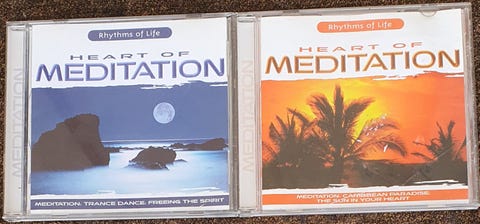 MEDITATION
Rhythms of Life
HEART OF
MEDITATION
MEDITATION. TRANCE DANCE. FREEING THE SPIRIT
MEDITATION
Rhythms of Life
HEART OF
MEDITATION
MEDITATION. CARIBBEAN PARADISE.
THE SUN IN YOUR HEART